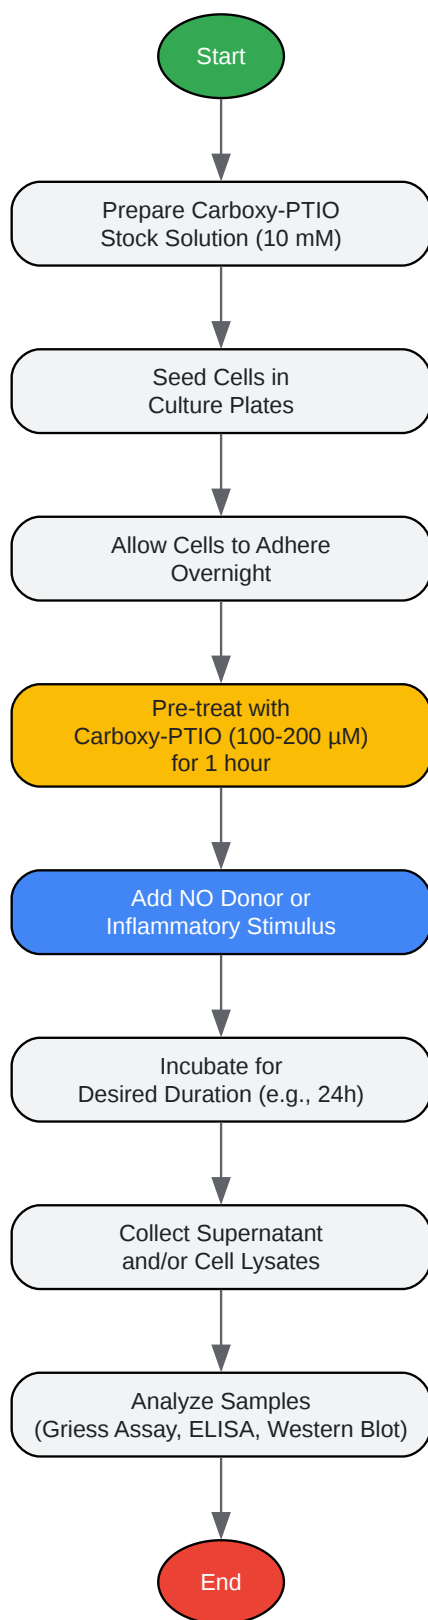 Start
Prepare Carboxy-PTIO
Stock Solution (10 mM)
Seed Cells in
Culture Plates
Allow Cells to Adhere
Overnight
Pre-treat with
Carboxy-PTIO (100-200 µM)
for 1 hour
Add NO Donor or
Inflammatory Stimulus
Incubate for
Desired Duration (e.g., 24h)
Collect Supernatant
and/or Cell Lysates
Analyze Samples
(Griess Assay, ELISA, Western Blot)
End